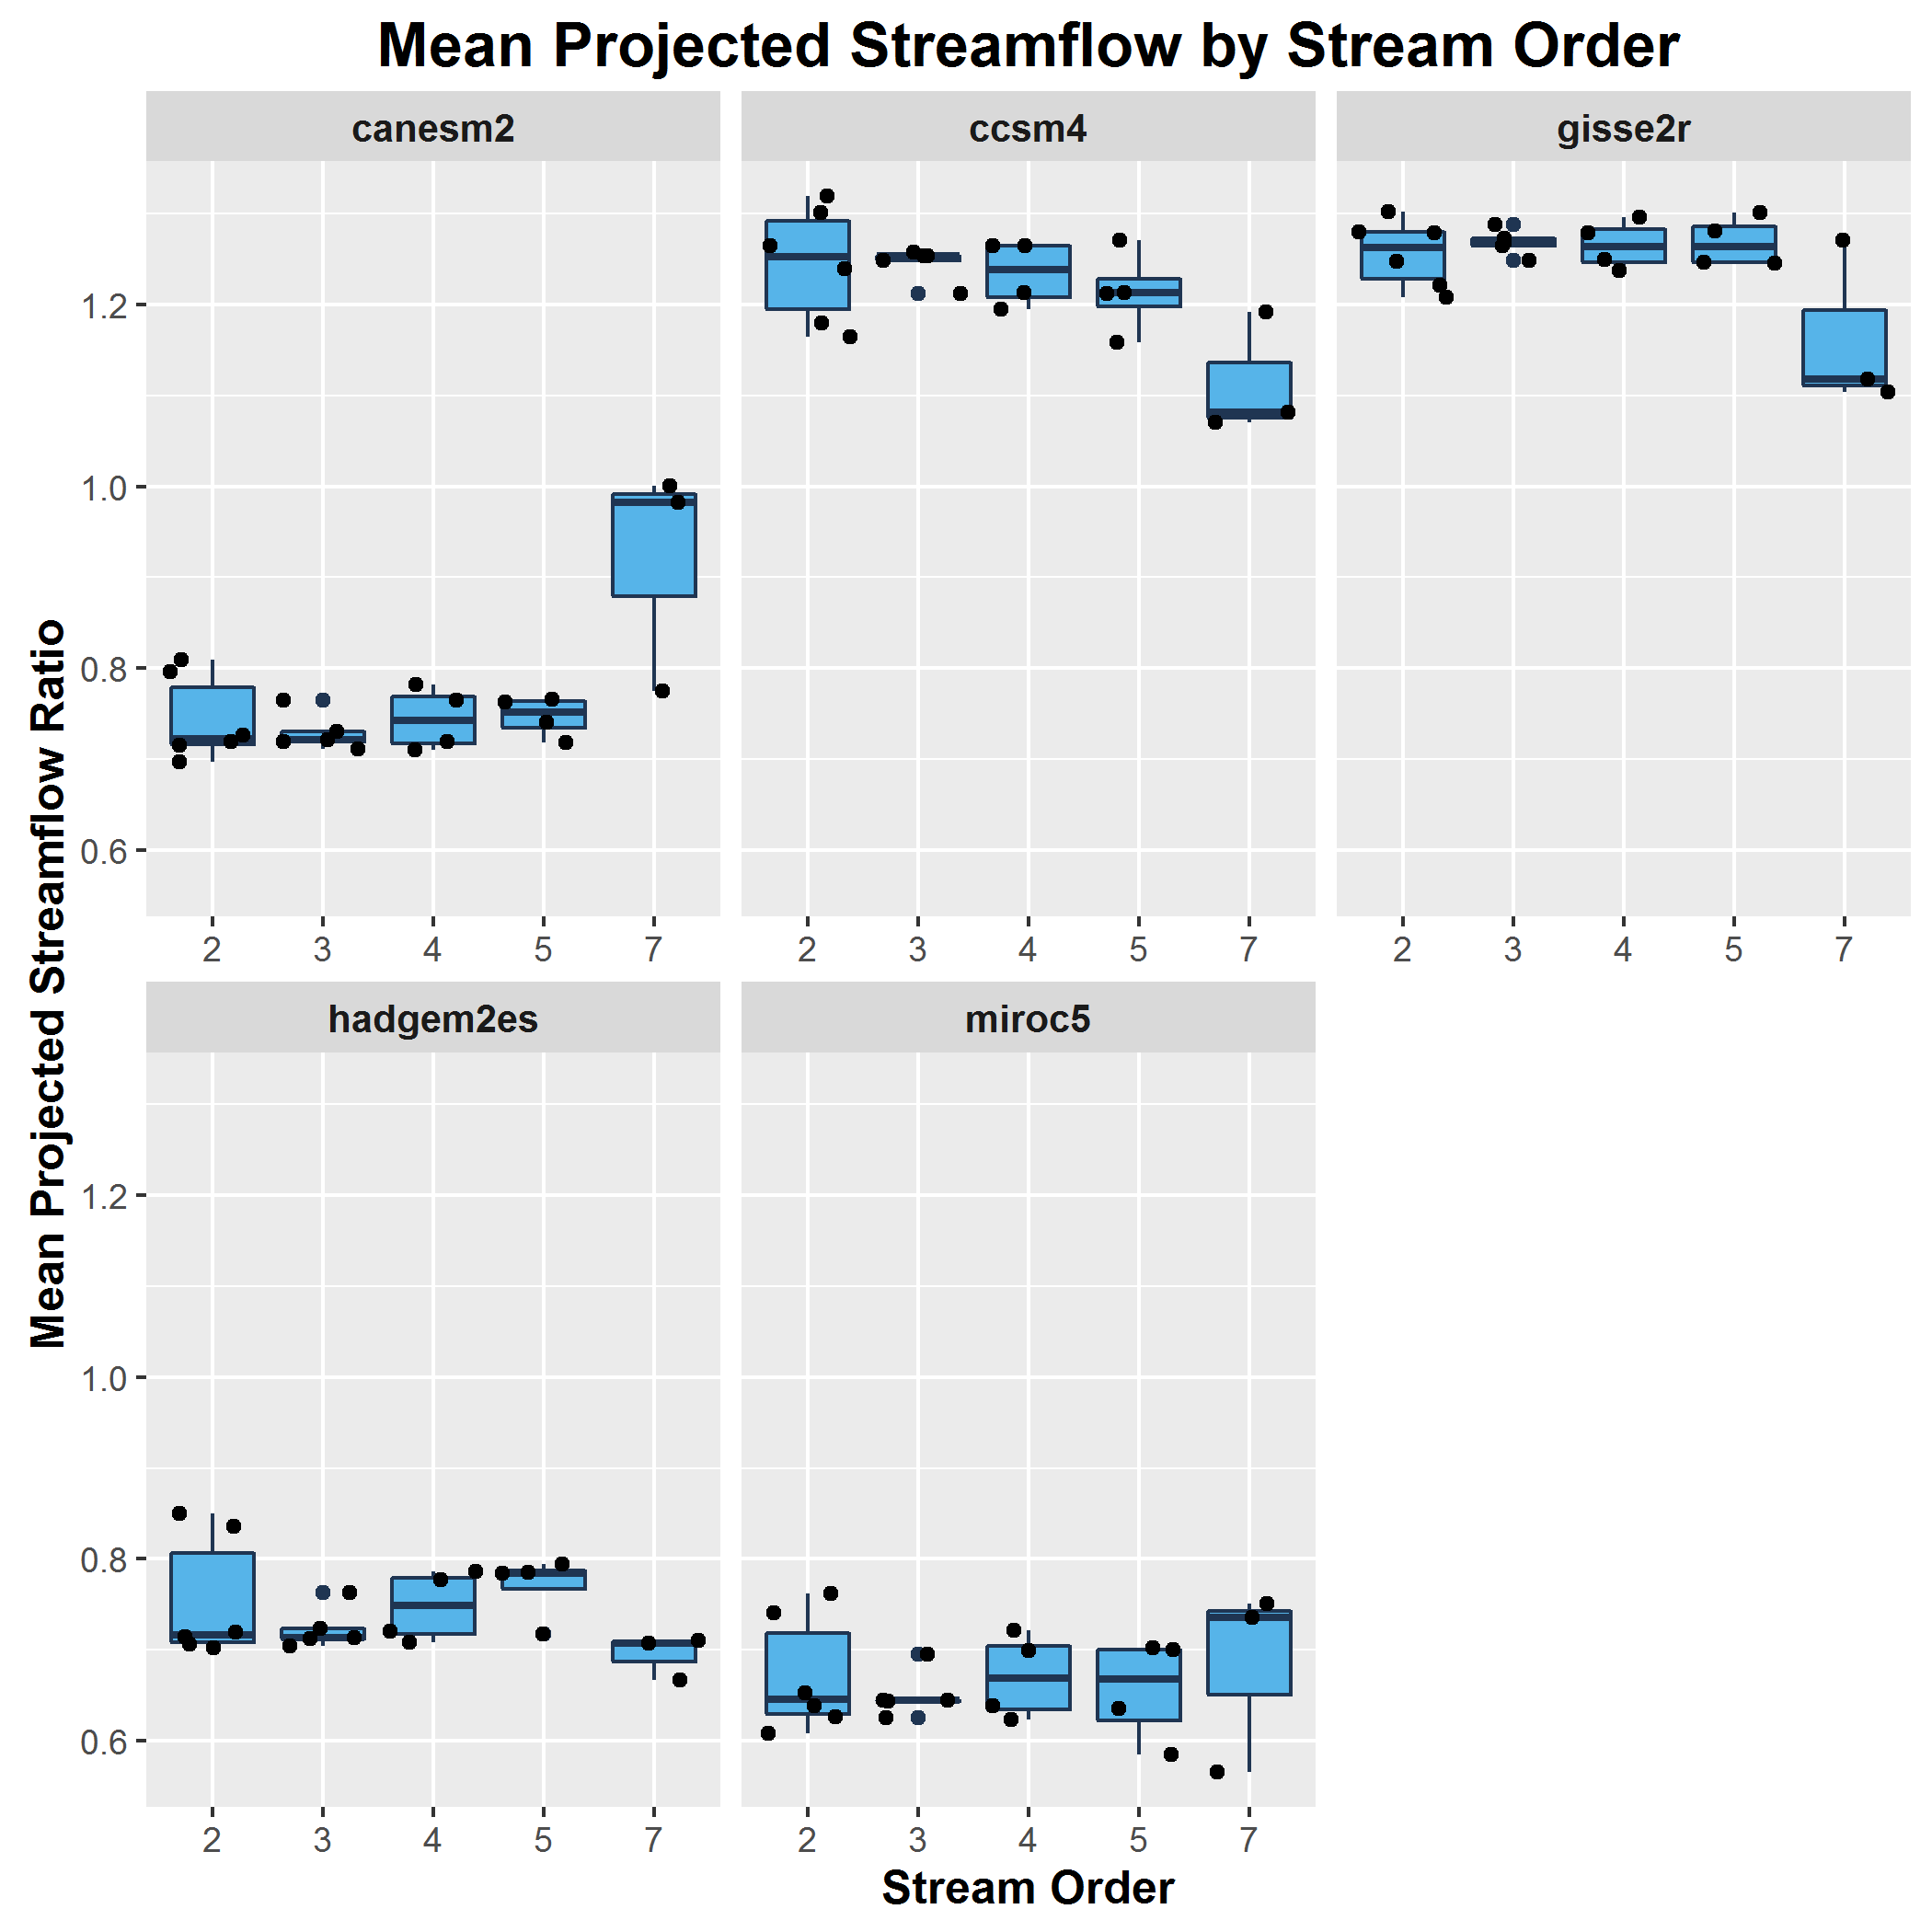 Mean Projected Streamflow by Stream Order
canesm2
ccsm4
gisse2r
Mean Projected Streamflow Ratio
1.2
1.0
0.8
0.6
2 3 4 5 7
2 3 4 5 7
2 3 4 5 7
hadgem2es
miroc5
1.2
1.0
0.8
0.6
2 3 4 5 7
2 3 4 5 7
Stream Order